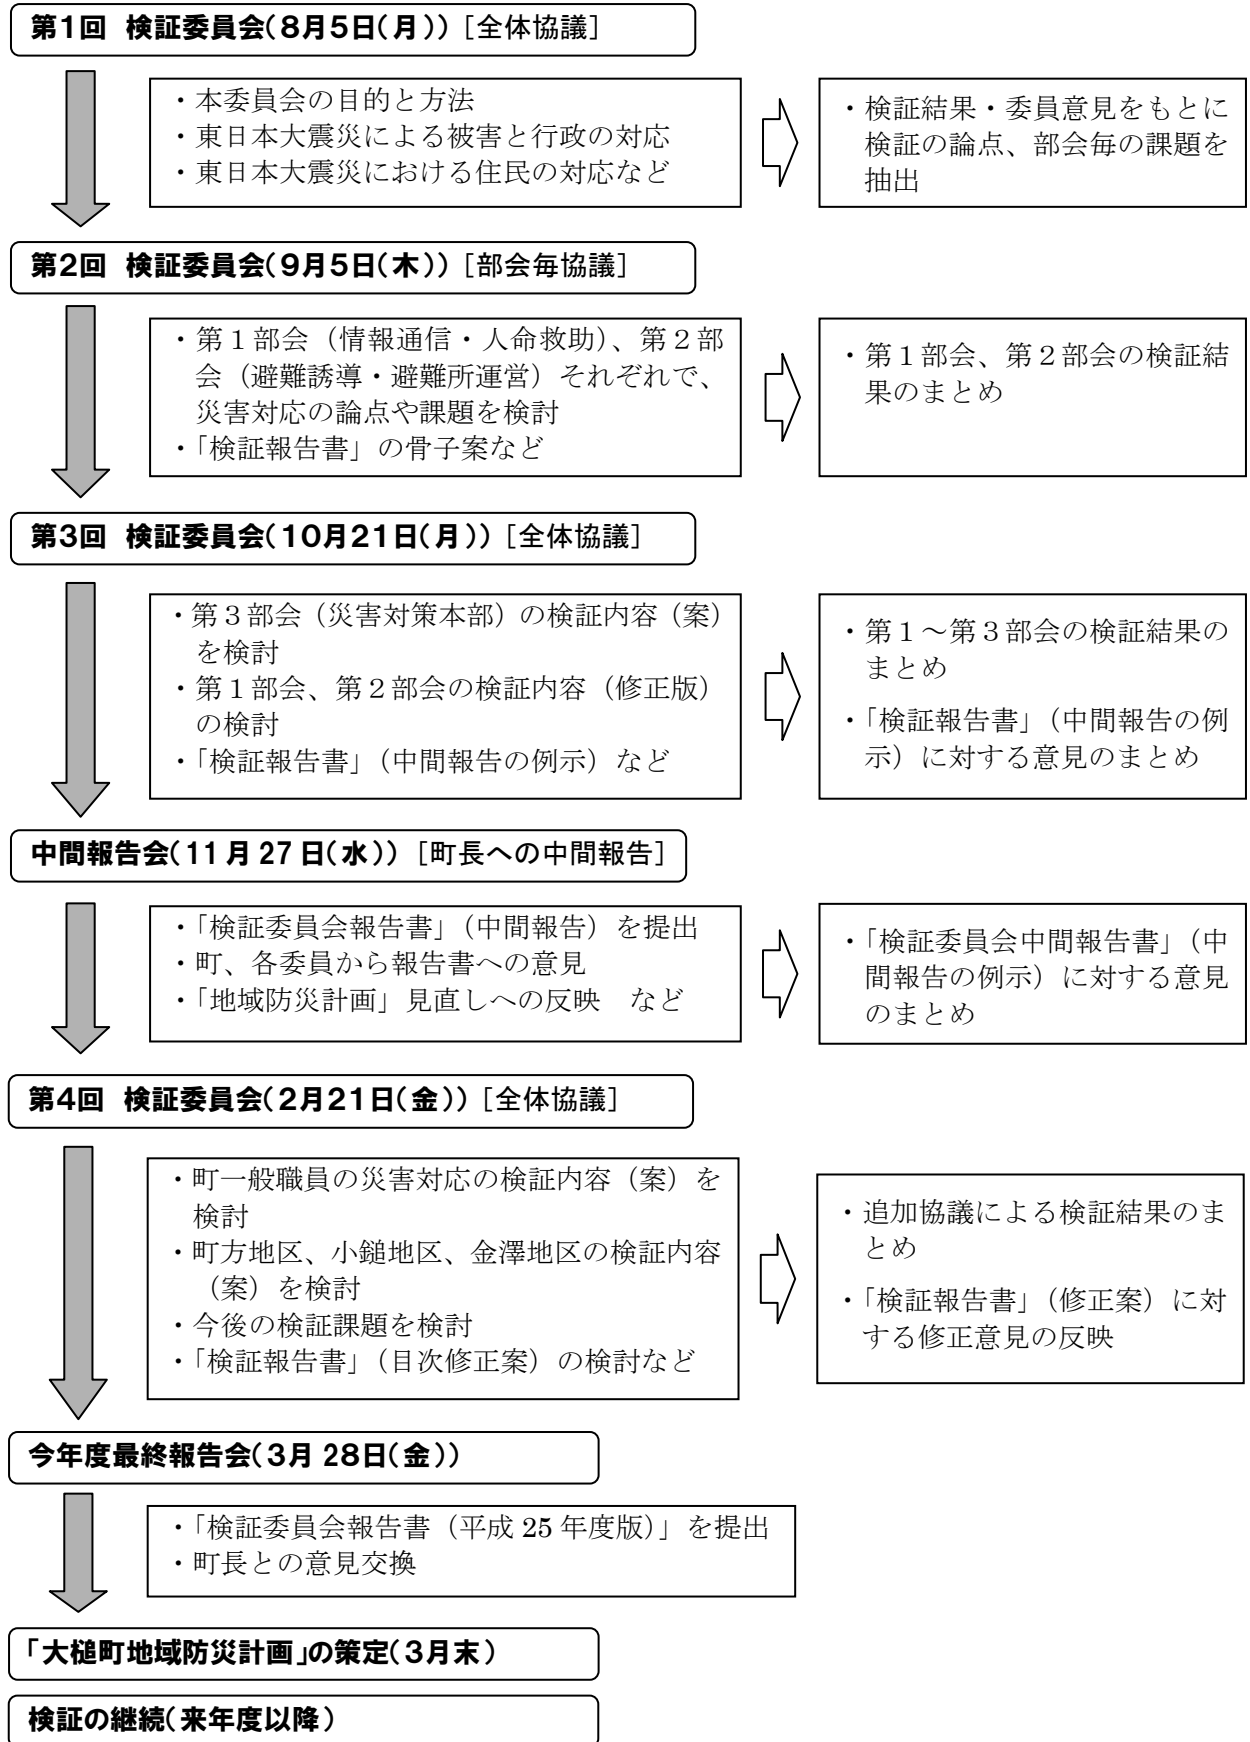 第1回 検証委員会(8月5日(月)) [全体協議]
・本委員会の目的と方法
・東日本大震災による被害と行政の対応
・東日本大震災における住民の対応など
・検証結果・委員意見をもとに
検証の論点、部会毎の課題を
抽出
第2回 検証委員会(9月5日(木)) [部会毎協議]
・第1部会（情報通信・人命救助）、第2部
会（避難誘導・避難所運営）それぞれで、
災害対応の論点や課題を検討
・「検証報告書」の骨子案など
・第1部会、第2部会の検証結
果のまとめ
第3回 検証委員会(10月21日(月)) [全体協議]
・第3部会（災害対策本部）の検証内容（案）
を検討
・第1部会、第2部会の検証内容（修正版）
の検討
・「検証報告書」（中間報告の例示）など
・第1～第3部会の検証結果の
まとめ
・「検証報告書」（中間報告の例
示）に対する意見のまとめ
中間報告会(11月27日(水)) [町長への中間報告]
・「検証委員会報告書」（中間報告）を提出
・町、各委員から報告書への意見
・「地域防災計画」見直しへの反映 など
・「検証委員会中間報告書」（中
間報告の例示）に対する意見
のまとめ
第4回 検証委員会(2月21日(金)) [全体協議]
・町一般職員の災害対応の検証内容（案）を
検討
・町方地区、小鎚地区、金澤地区の検証内容
（案）を検討
・今後の検証課題を検討
・「検証報告書」（目次修正案）の検討など
・追加協議による検証結果のま
とめ
・「検証報告書」（修正案）に対
する修正意見の反映
今年度最終報告会(3月28日(金))
・「検証委員会報告書（平成25年度版）」を提出
・町長との意見交換
「大槌町地域防災計画」の策定(3月末)
検証の継続(来年度以降)